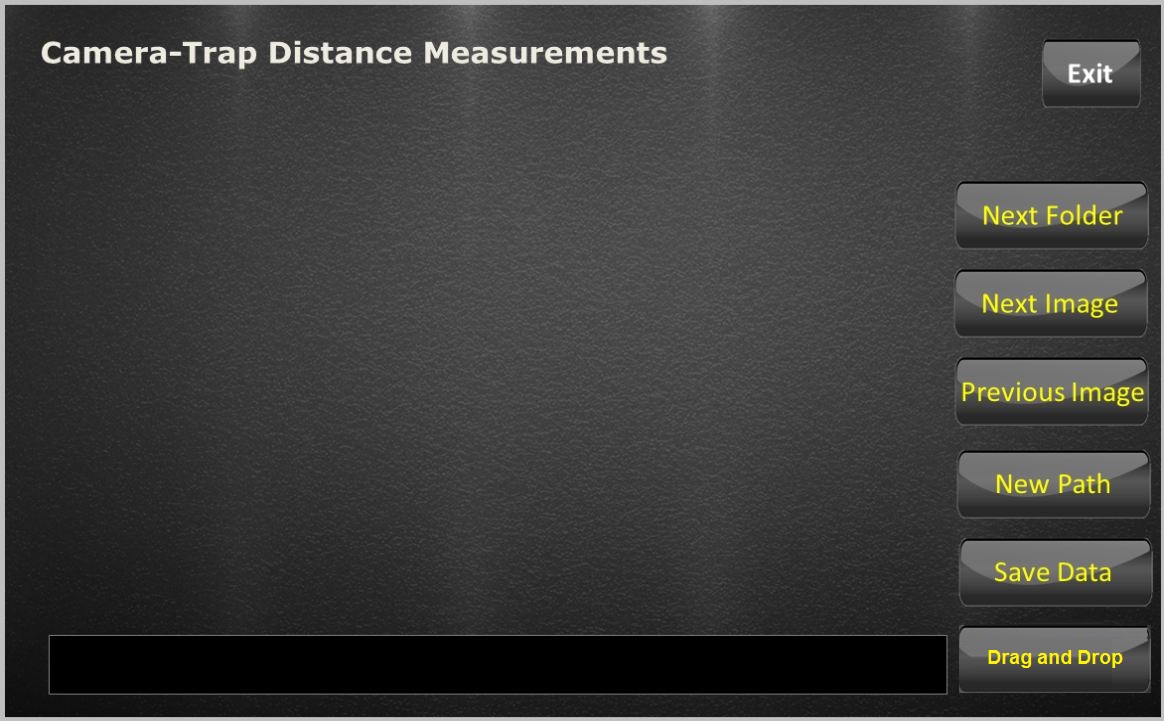 Camera-Trap Distance Measurements
Exit
Next Folder
Next Image
Previous Image
New Path
Save Data
Drag and Drop